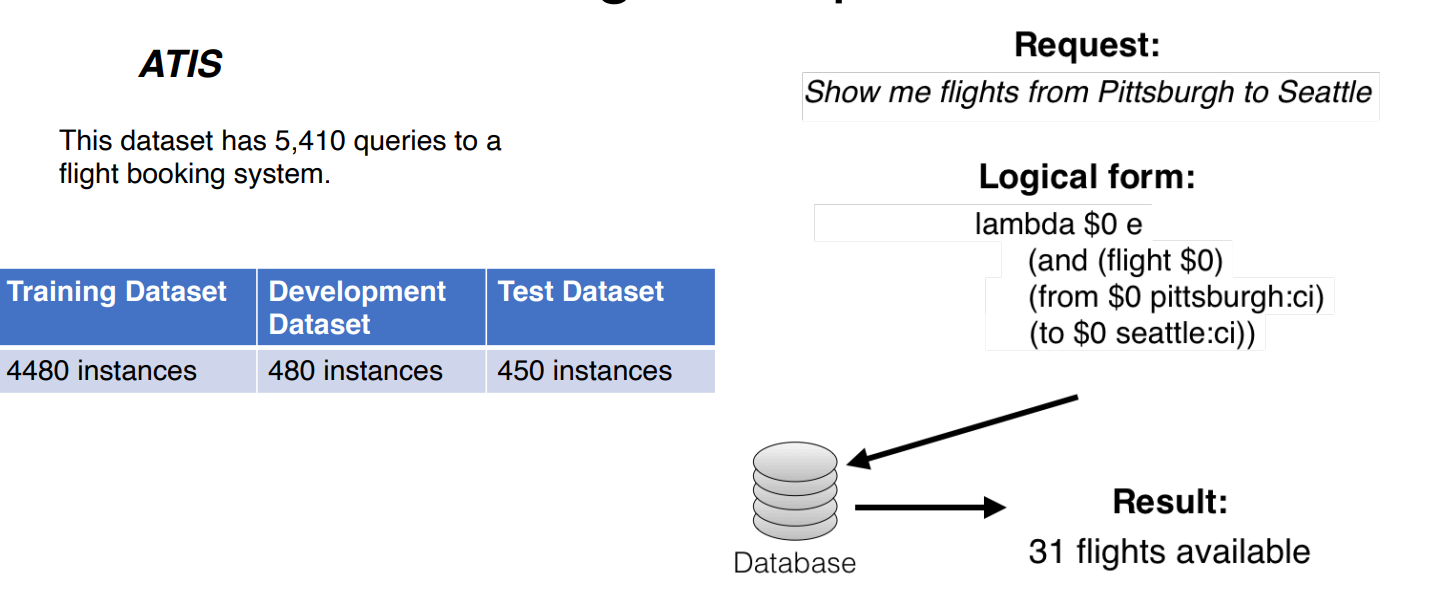 ATIS
This dataset has 5,410 queries to a
flight booking system.
Training Dataset
Development
Dataset
Test Dataset
4480 instances
480 instances
450 instances
Request:
Show me flights from Pittsburgh to Seattle
Logical form:
lambda $0 e
(and (flight $0)
(from $0 pittsburgh:ci)
(to $0 seattle:ci))
Database
Result:
31 flights available